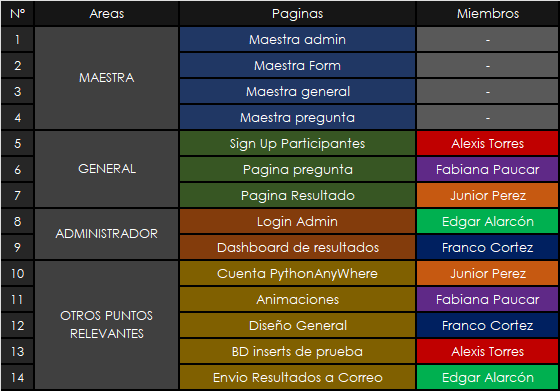 N° Areas Paginas Miembros
1 Maestra admin -
2 Maestra Form -
MAESTRA
3 Maestra general -
4 Maestra pregunta -
5 Sign Up Participantes Alexis Torres
6 GENERAL Pagina pregunta Fabiana Paucar
7 Pagina Resultado Junior Perez
8 Login Admin Edgar Alarcón
ADMINISTRADOR
9 Dashboard de resultados Franco Cortez
10 Cuenta PythonAnyWhere Junior Perez
11 Animaciones Fabiana Paucar
OTROS PUNTOS
12 Diseño General Franco Cortez
RELEVANTES
13 BD inserts de prueba Alexis Torres
14 Envio Resultados a Correo Edgar Alarcón